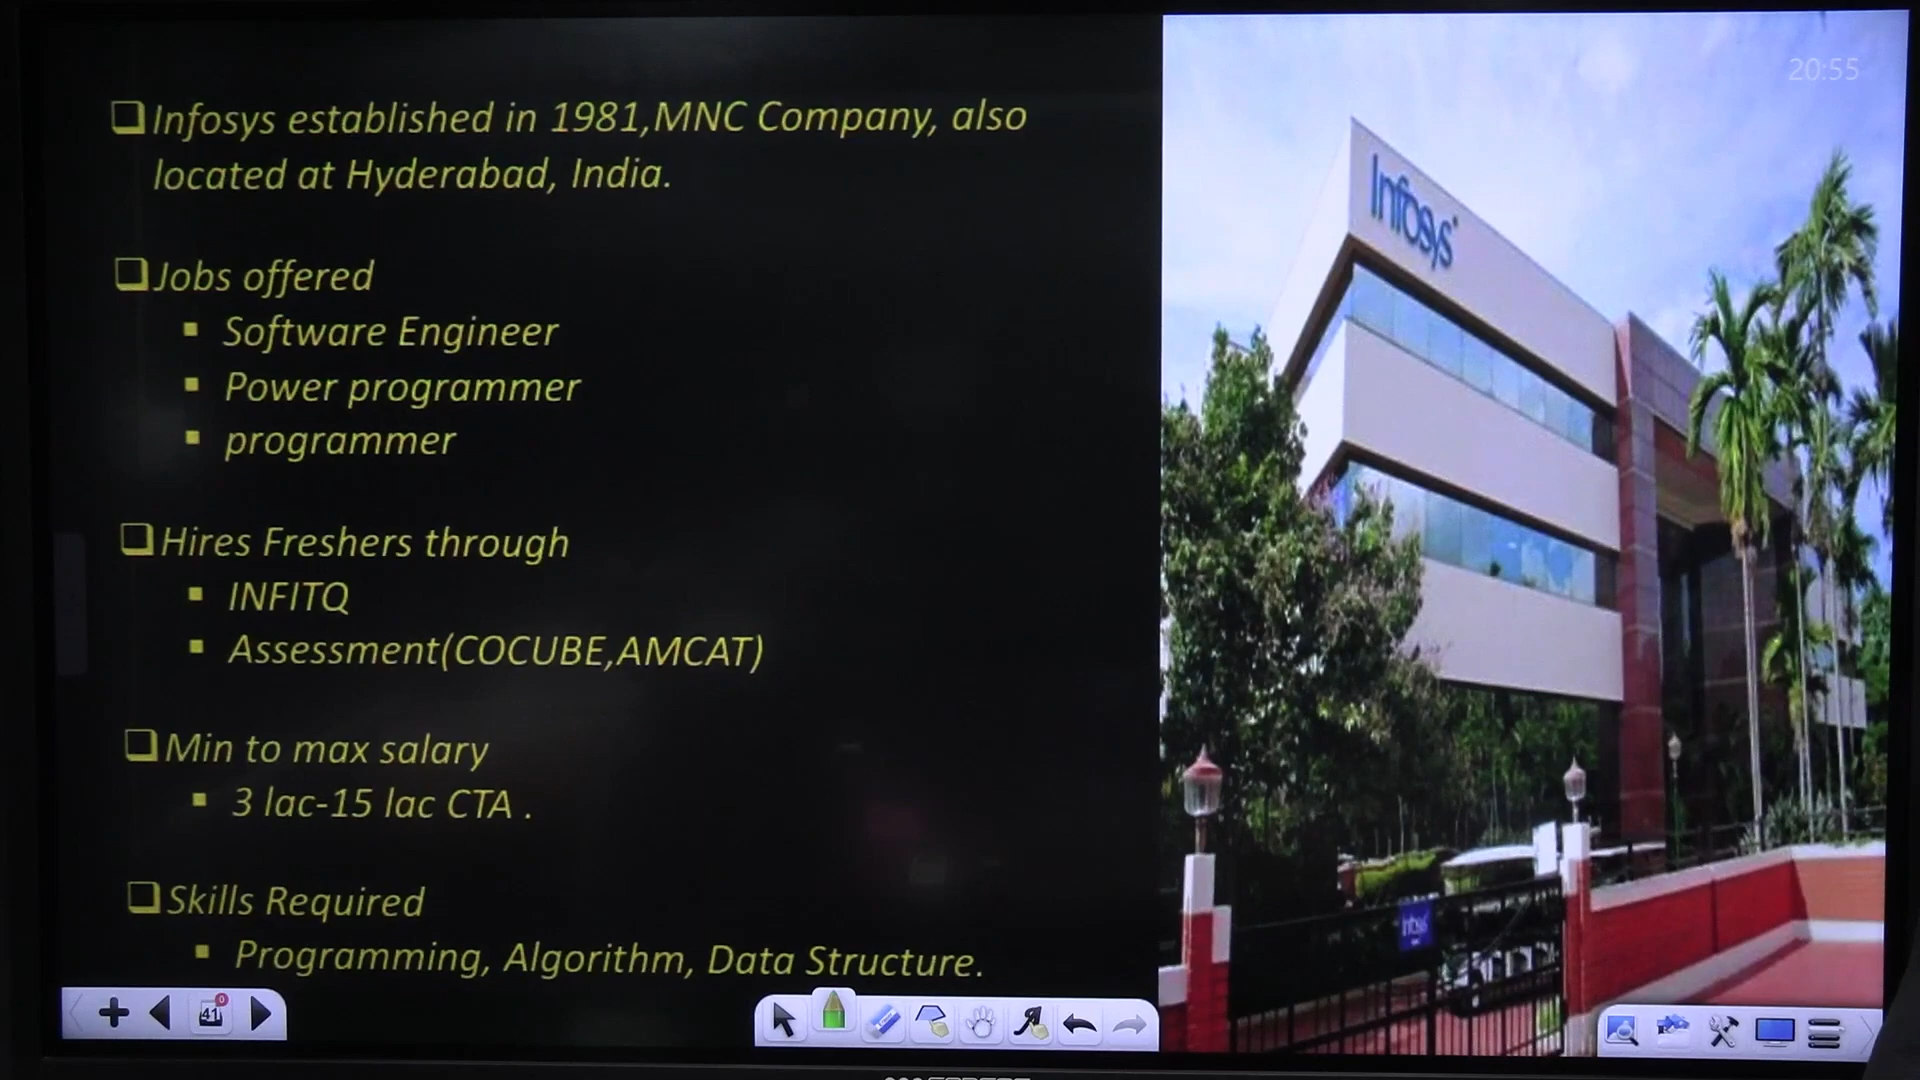 Infosys established in 1981,MNC Company, also
located at Hyderabad, India.
Jobs offered
Software Engineer
Power programmer
programmer
Hires Freshers through
INFITQ
Assessment(COCUBE,AMCAT)
Min to max salary
3 lac-15 lac CTA .
Skills Required
Programming, Algorithm, Data Structure.
20:55
Infosys
Infosys
41
0